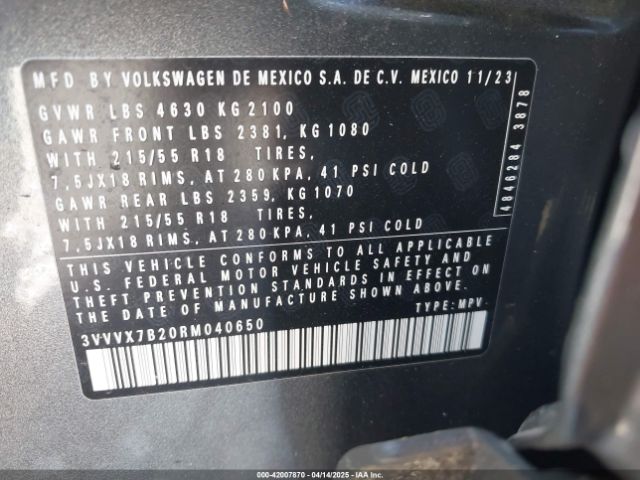 MFD BY VOLKSWAGEN DE MEXICO S.A. DE C.V. MEXICO 11/23
GVWR LBS 4630 KG 2100
GAWR FRONT LBS 2381, KG 1080
WITH 215/55 R18 TIRES,
7,5JX18 RIMS, AT 280 KPA, 41 PSI COLD
GAWR REAR LBS 2359, KG 1070
WITH 215/55 R18 TIRES,
7,5JX18 RIMS, AT 280 KPA, 41 PSI COLD
THIS VEHICLE CONFORMS TO ALL APPLICABLE
U.S. FEDERAL MOTOR VEHICLE SAFETY AND
THEFT PREVENTION STANDARDS IN EFFECT ON
THE DATE OF MANUFACTURE SHOWN ABOVE.
3VVVX7B20RM040650 TYPE: MPV
4846284 3878
000-42007870 - 04/14/2025 - IAA, Inc.